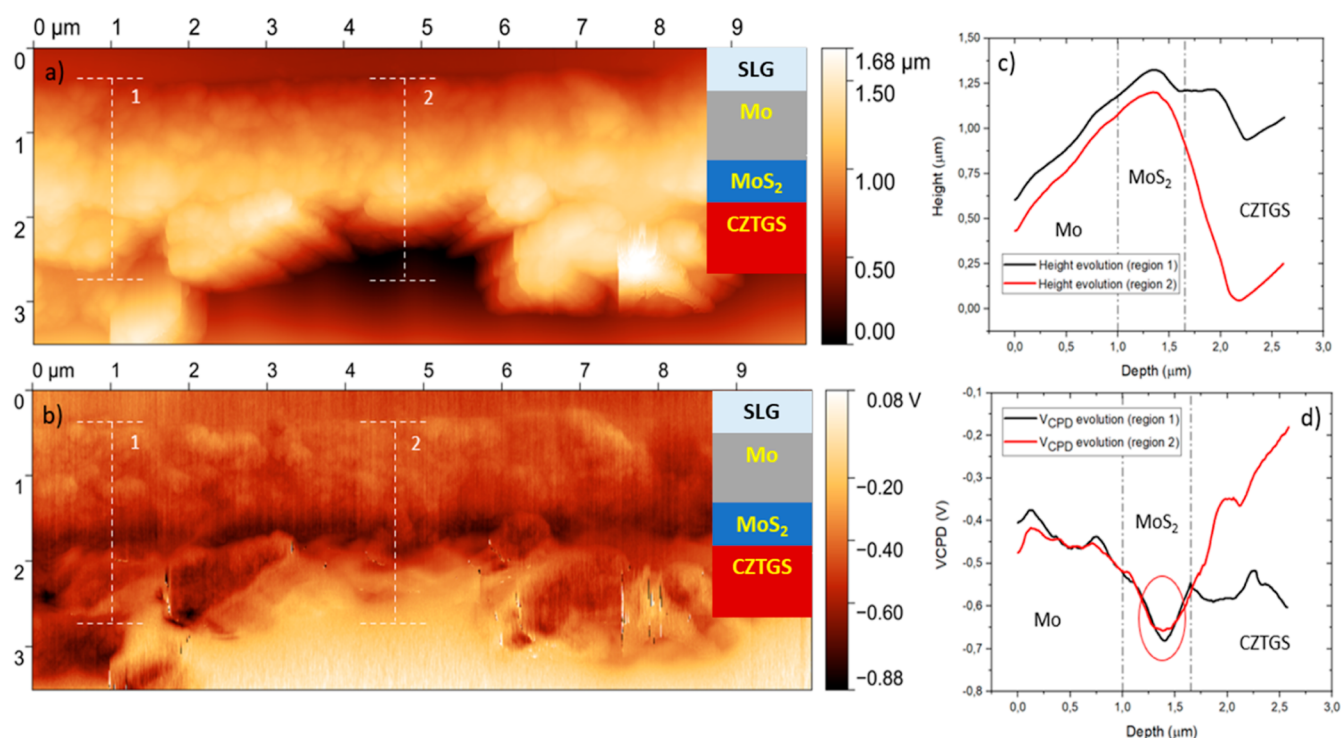 0 µm 1 2 3 4 5 6 7 8 9
a)
0
1
2
3
1
2
SLG
Mo
MoS2
CZTGS
1.68 µm
1.50
1.00
0.50
0.00
c)
Height (µm)
1,50
1,25
1,00
0,75
0,50
0,25
0,00
Mo
MoS2
CZTGS
Height evolution (region 1)
Height evolution (region 2)
0,0 0,5 1,0 1,5 2,0 2,5 3,0
Depth (µm)
0 µm 1 2 3 4 5 6 7 8 9
b)
0
1
2
3
1
2
SLG
Mo
MoS2
CZTGS
0.08 V
−0.20
−0.40
−0.60
−0.88
d)
VCPD (V)
-0,1
-0,2
-0,3
-0,4
-0,5
-0,6
-0,7
-0,8
VCPD evolution (region 1)
VCPD evolution (region 2)
MoS2
Mo
CZTGS
0,0 0,5 1,0 1,5 2,0 2,5 3,0
Depth (µm)